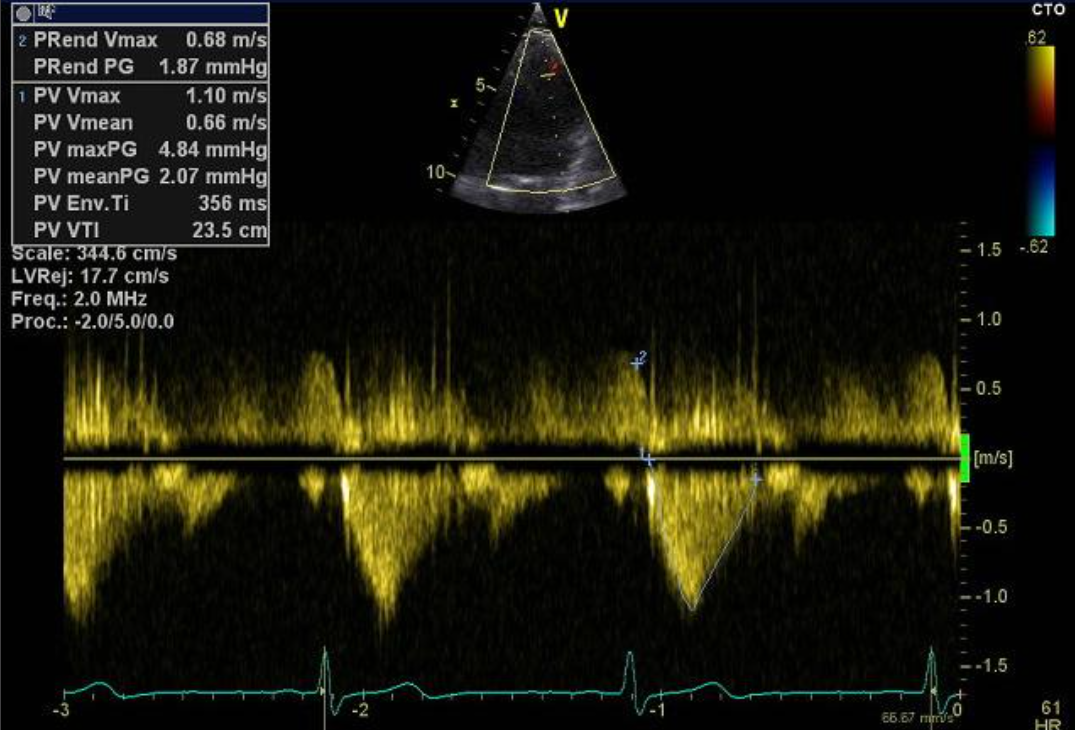 V
CTO
2 PRend Vmax 0.68 m/s
PRend PG 1.87 mmHg
1 PV Vmax 1.10 m/s
PV Vmean 0.66 m/s
PV maxPG 4.84 mmHg
PV meanPG 2.07 mmHg
PV Env.Ti 356 ms
PV VTI 23.5 cm
Scale: 344.6 cm/s
LVRej: 17.7 cm/s
Freq.: 2.0 MHz
Proc.: -2.0/5.0/0.0
5
x
10
.62
-.62
1.5
1.0
0.5
[m/s]
-0.5
-1.0
-1.5
2
-3
-2
-1
0
66.67 mm/s
61
HR